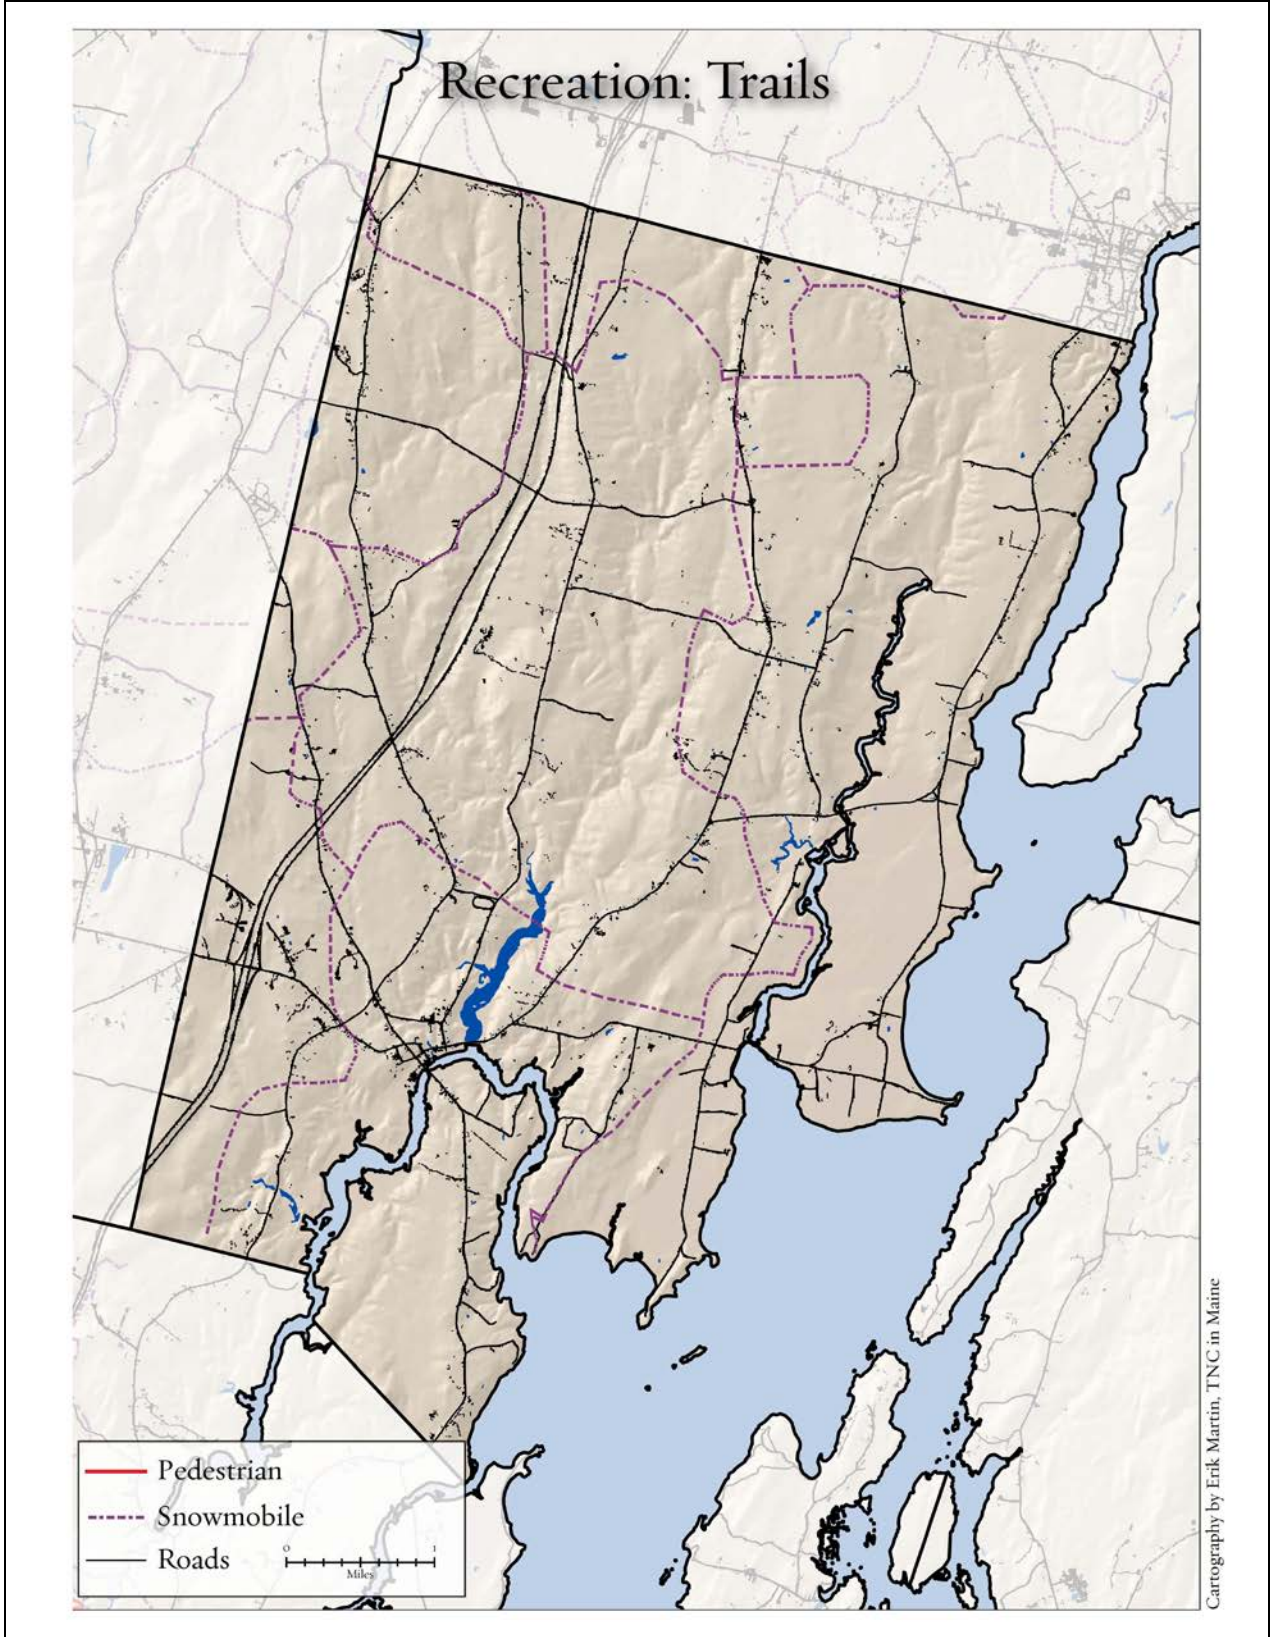 Recreation: Trails
Pedestrian
Snowmobile
Roads
0 1
Miles
Cartography by Erik Martin, TNC in Maine